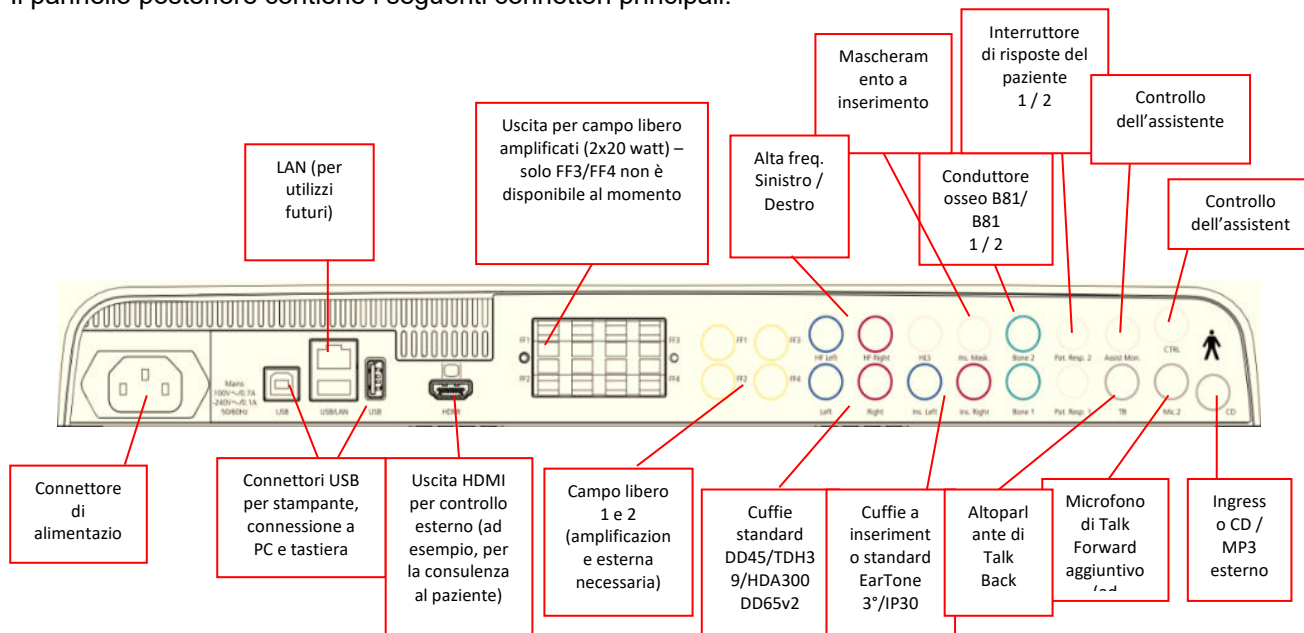 Il pannello posteriore contiene i seguenti connettori principali.
Interruttore
di risposte del
paziente
1 / 2
Mascheram
ento a
inserimento
Controllo
dell’assistente
Uscita per campo libero
amplificati (2x20 watt) –
solo FF3/FF4 non è
disponibile al momento
LAN (per
utilizzi
futuri)
Alta freq.
Sinistro /
Destro
Conduttore
osseo B81/
B81
1 / 2
Controllo
dell’assistent
FF1
FF3
FF2
FF4
FF1
FF3
FF2
FF4
HF Left
HF Right
HLS
Ins. Mask.
Bone 2
Pat. Resp. 2
Assist Mon.
CTRL
Left
Right
Ins. Left
Ins. Right
Bone 1
Pat. Resp. 1
TB
Mic.2
CD
Mains
100V~/0.7A
-240V~/0.1A
50/60Hz
USB
USB/LAN
USB
HDMI
Connettore
di
alimentazio
Connettori USB
per stampante,
connessione a
PC e tastiera
Uscita HDMI
per controllo
esterno (ad
esempio, per
la consulenza
al paziente)
Campo libero
1 e 2
(amplificazion
e esterna
necessaria)
Cuffie
standard
DD45/TDH3
9/HDA300
DD65v2
Cuffie a
inseriment
o standard
EarTone
3°/IP30
Altoparl
ante di
Talk
Back
Microfono
di Talk
Forward
aggiuntivo
(ad
Ingress
o CD /
MP3
esterno